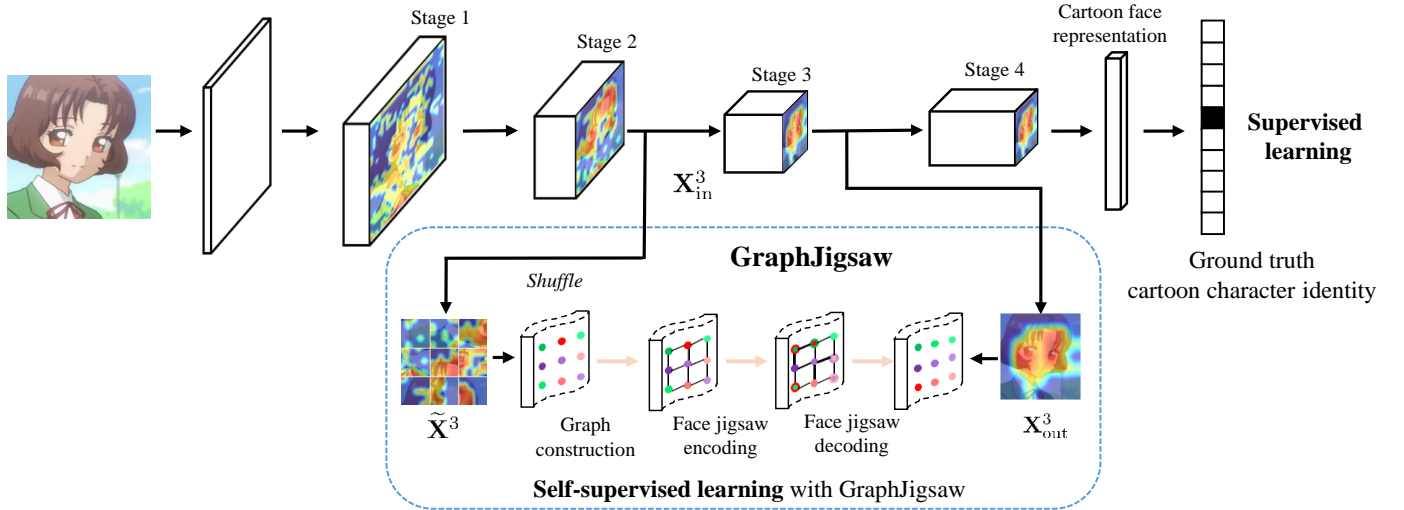 Stage 1
Stage 2
Stage 3
Stage 4
Cartoon face
representation
Supervised
learning
X³in
Ground truth
cartoon character identity
GraphJigsaw
Shuffle
X̃³
Graph
construction
Face jigsaw
encoding
Face jigsaw
decoding
X³out
Self-supervised learning with GraphJigsaw